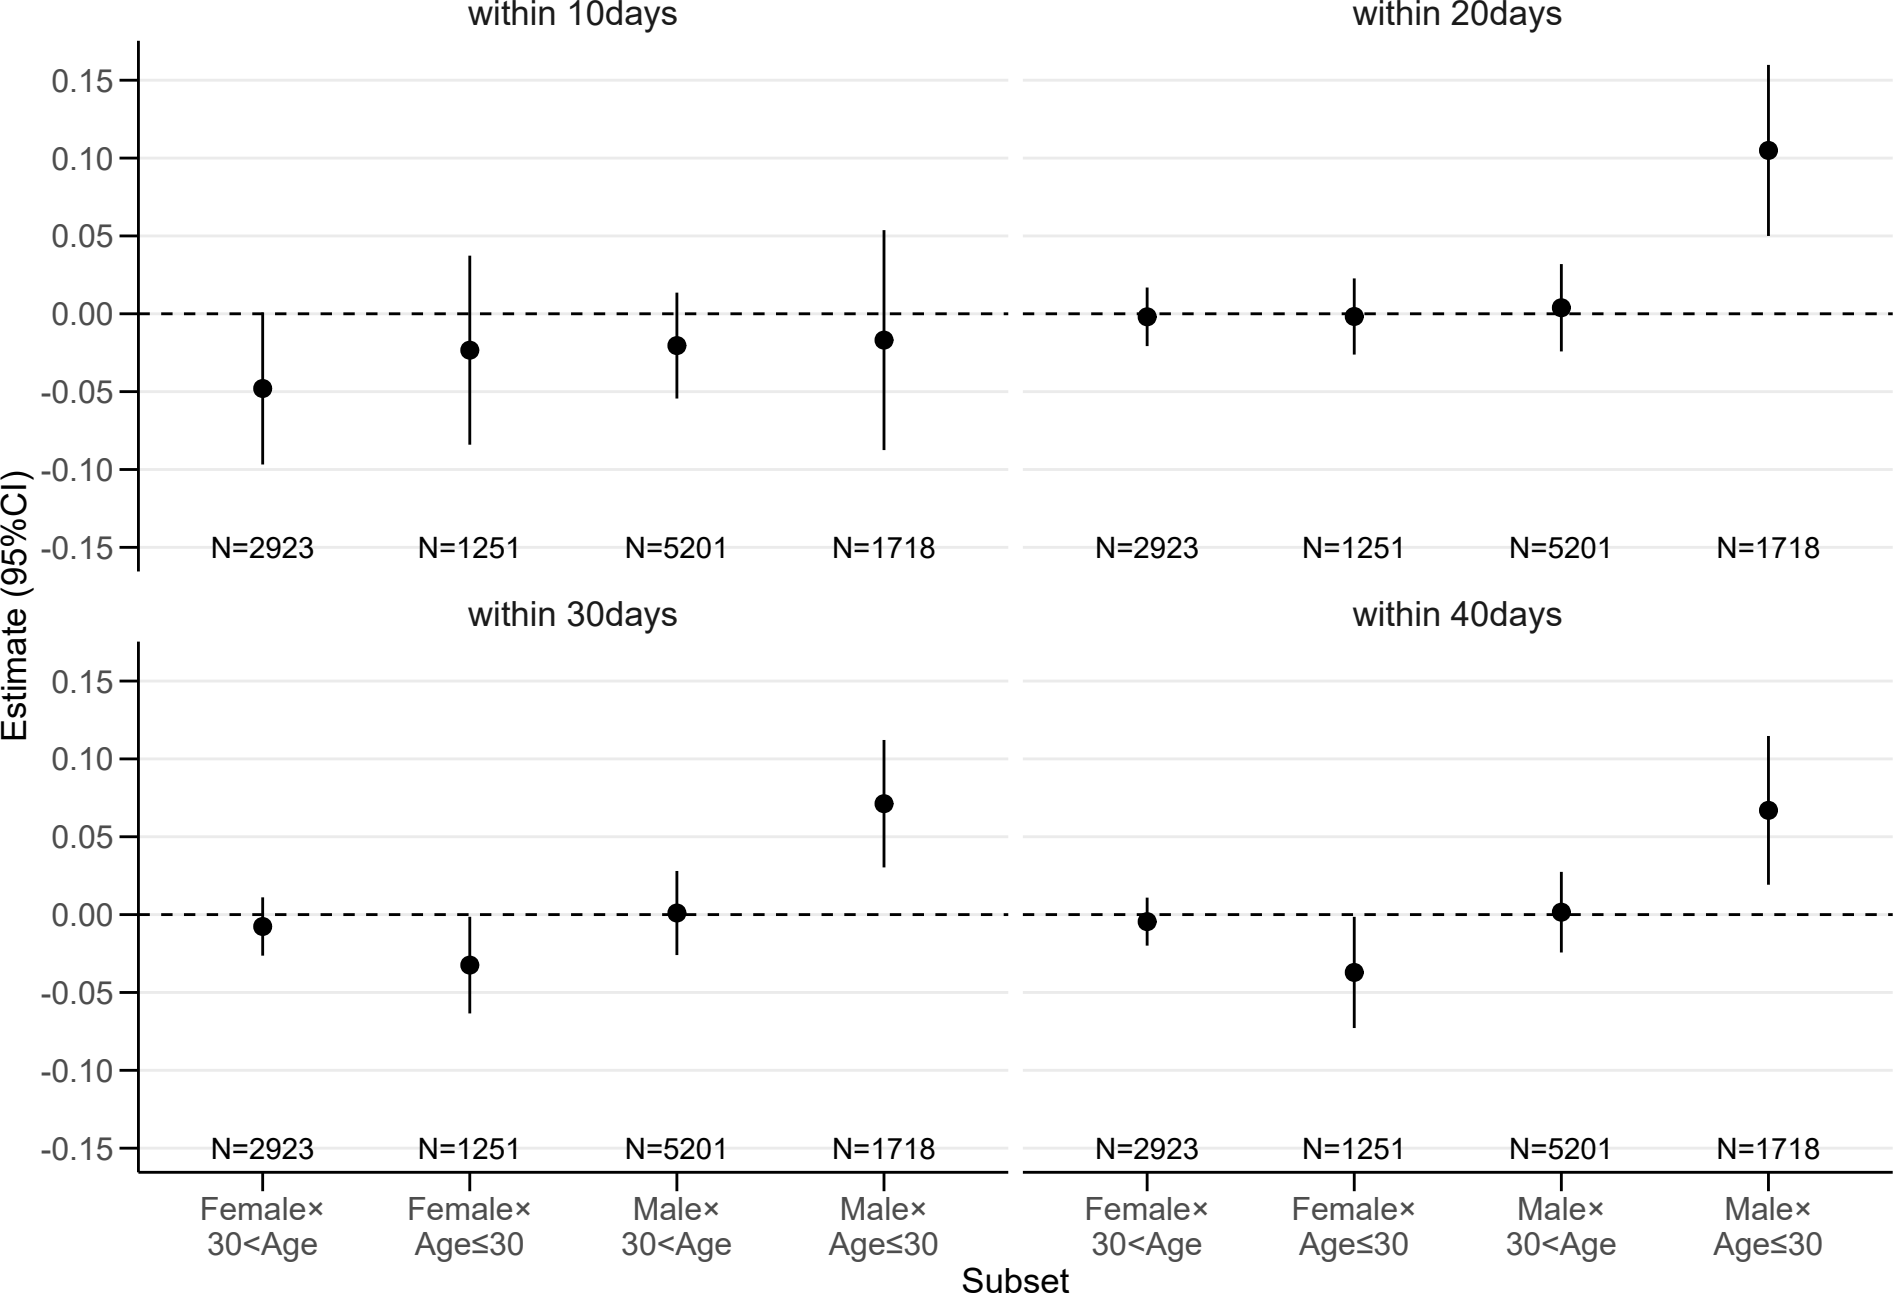 within 10days
within 20days
0.15
0.10
0.05
0.00
-0.05
-0.10
-0.15
N=2923 N=1251 N=5201 N=1718
N=2923 N=1251 N=5201 N=1718
Estimate (95%CI)
within 30days
within 40days
0.15
0.10
0.05
0.00
-0.05
-0.10
-0.15
N=2923 N=1251 N=5201 N=1718
N=2923 N=1251 N=5201 N=1718
Female×
30<Age
Female×
Age≤30
Male×
30<Age
Male×
Age≤30
Female×
30<Age
Female×
Age≤30
Male×
30<Age
Male×
Age≤30
Subset